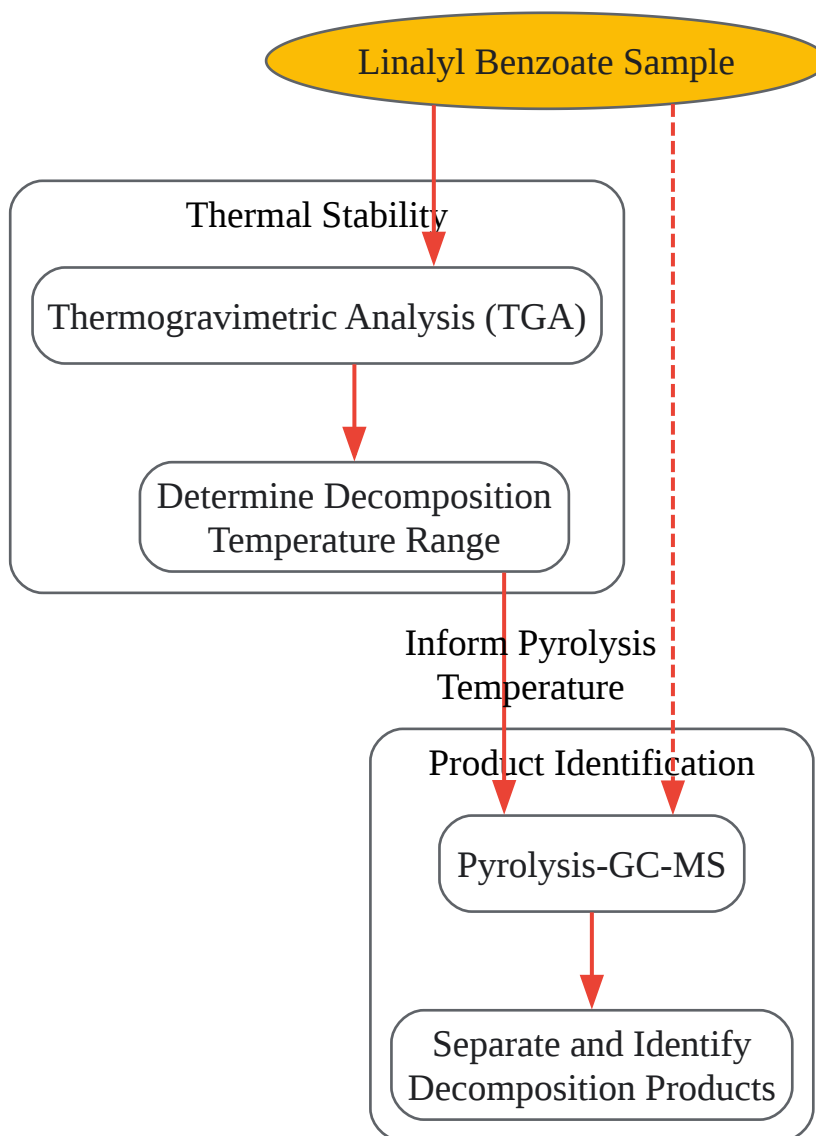 Linalyl Benzoate Sample
Thermal Stability
Thermogravimetric Analysis (TGA)
Determine Decomposition
Temperature Range
Inform Pyrolysis
Temperature
Product Identification
Pyrolysis-GC-MS
Separate and Identify
Decomposition Products